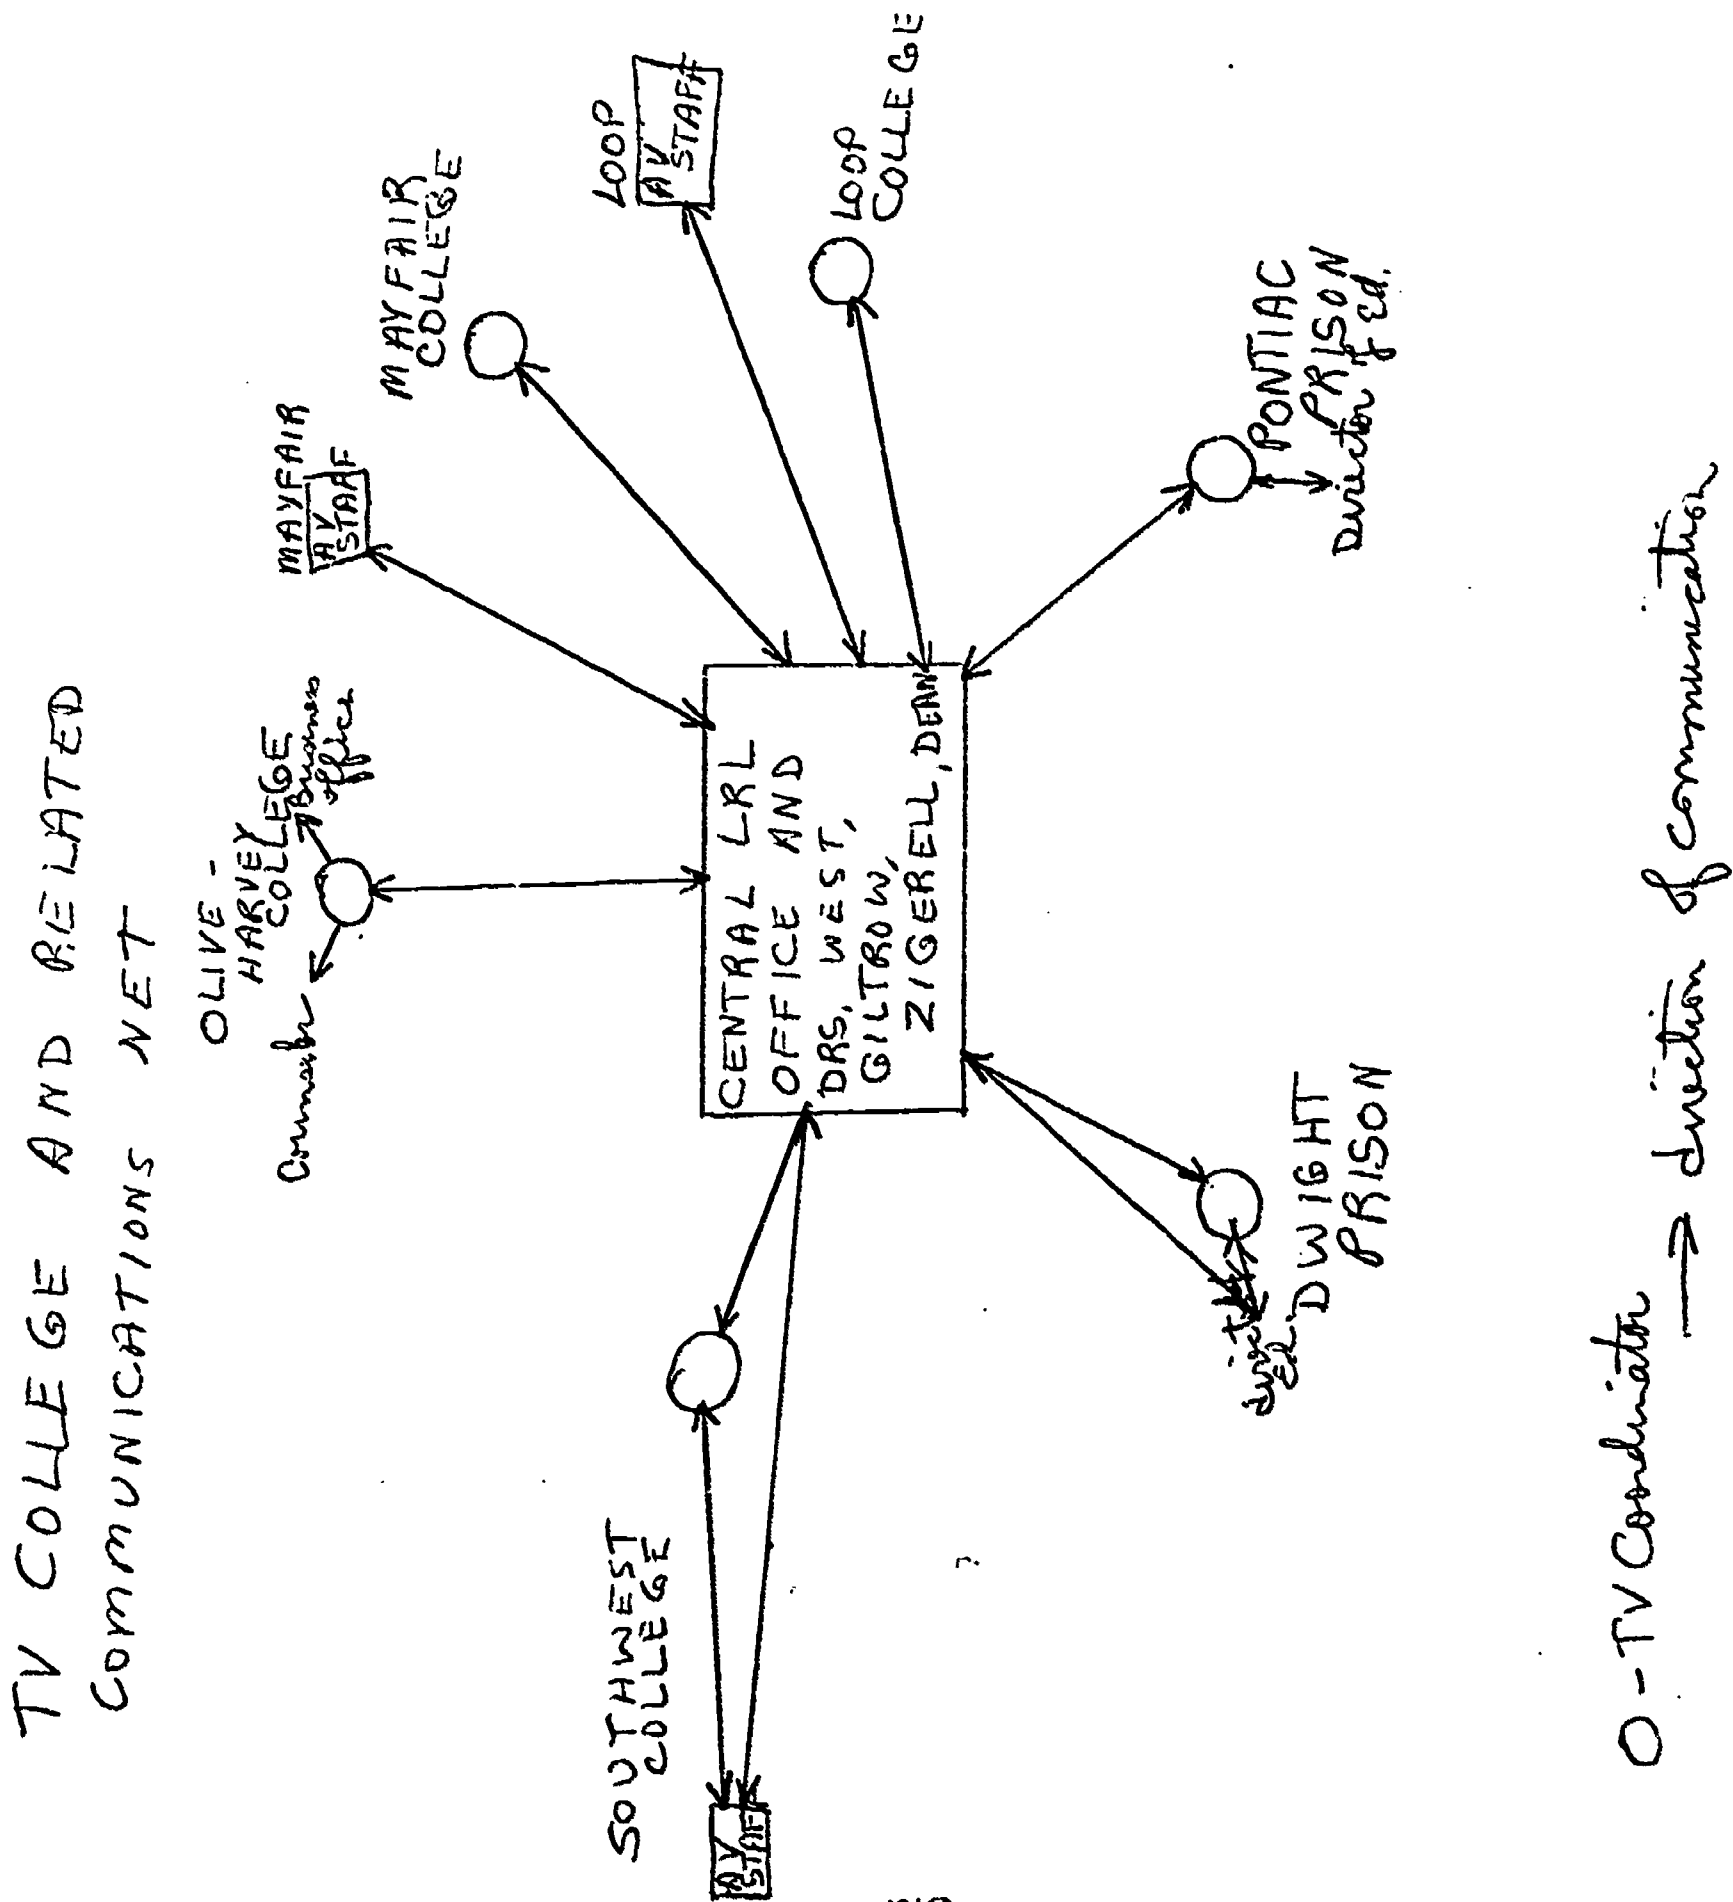 TV COLLEGE AND RELATED
COMMUNICATIONS NET
OLIVE -
HARVEY
COLLEGE
Business
office
MAYFAIR
AV
STAFF
MAYFAIR
COLLEGE
LOOP
AV
STAFF
LOOP
COLLEGE
SOUTHWEST
COLLEGE
AV
STAFF
CENTRAL LRL
OFFICE AND
DRS. WEST,
GILTROW,
ZIGERELL, DEAN
PONTIAC
PRISON
Director of Ed.
Ed.
DWIGHT
PRISON
O - TV Coordinator
→ direction of communication